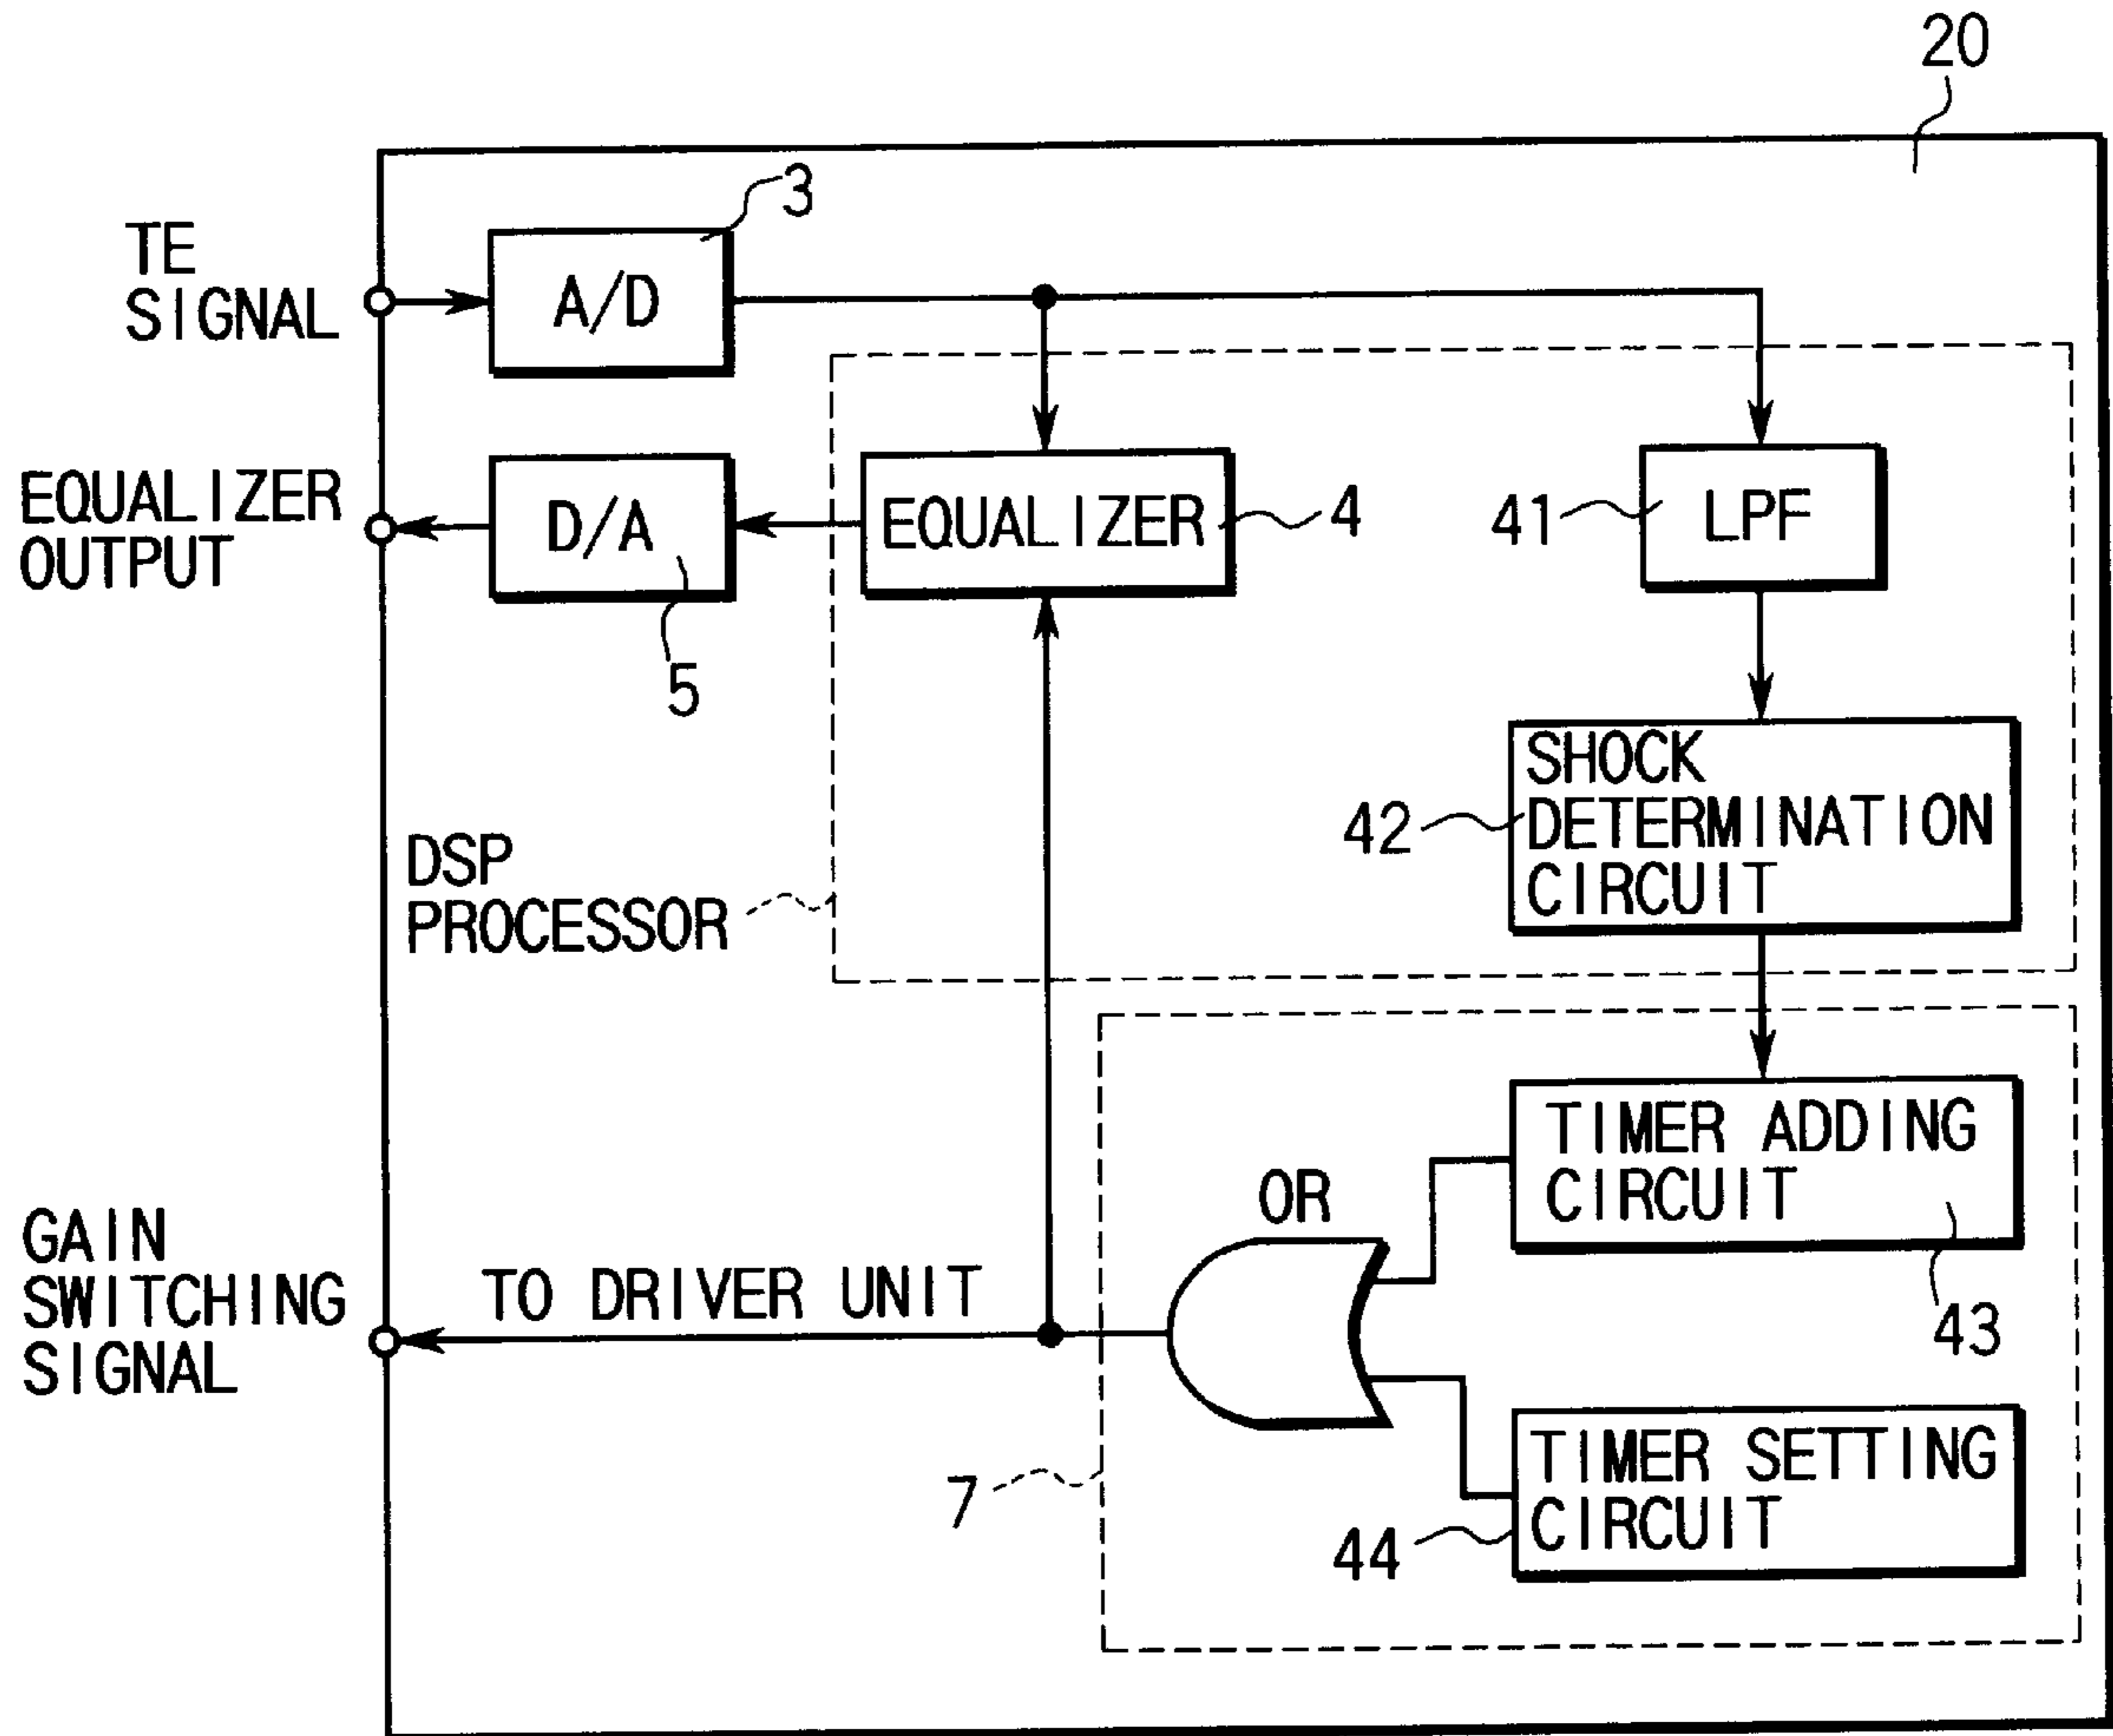 20
3
TE
SIGNAL
A/D
EQUALIZER
OUTPUT
D/A
EQUALIZER
4
41
LPF
5
SHOCK
DETERMINATION
CIRCUIT
42
DSP
PROCESSOR
TIMER ADDING
CIRCUIT
OR
GAIN
SWITCHING
SIGNAL
TO DRIVER UNIT
43
TIMER SETTING
CIRCUIT
7
44